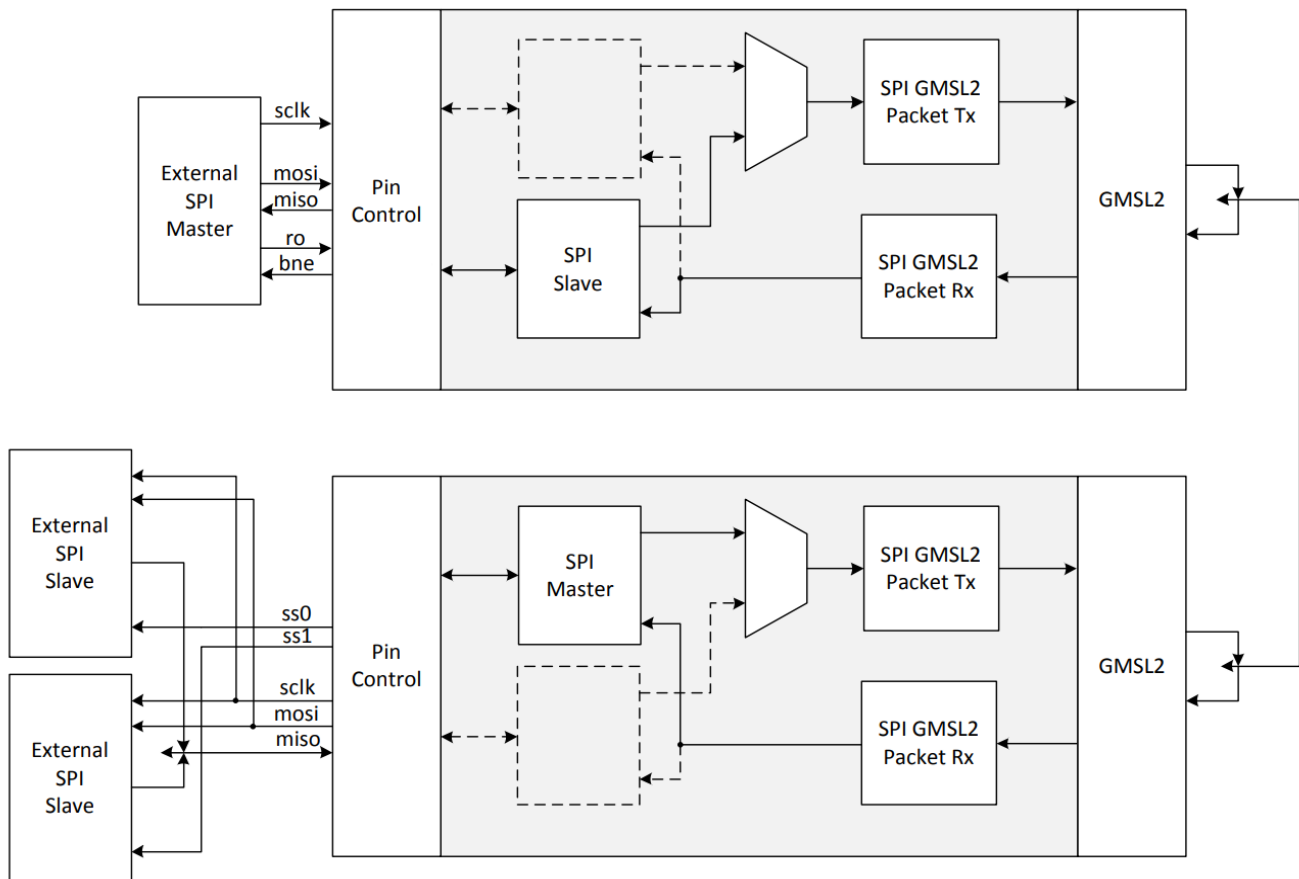 sclk
External
SPI
Master
mosi
miso
ro
bne
Pin
Control
SPI
Slave
SPI GMSL2
Packet Tx
SPI GMSL2
Packet Rx
GMSL2
External
SPI
Slave
External
SPI
Slave
ss0
ss1
sclk
mosi
miso
Pin
Control
SPI
Master
SPI GMSL2
Packet Tx
SPI GMSL2
Packet Rx
GMSL2